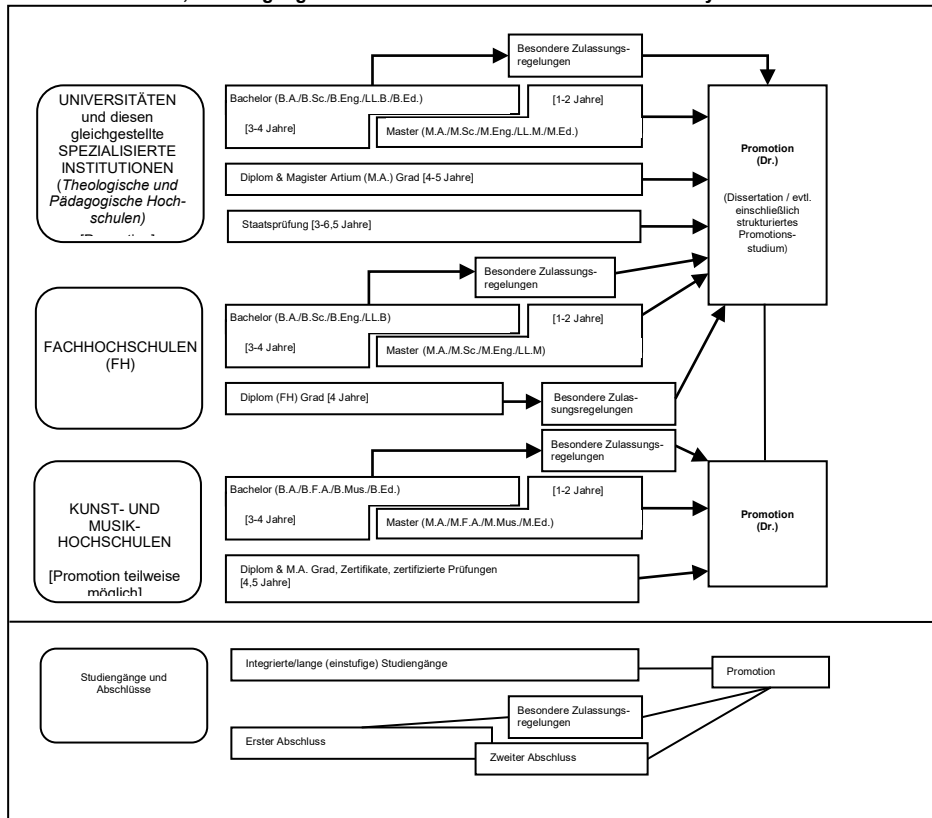 Besondere Zulassungs-
regelungen
UNIVERSITÄTEN
und diesen
gleichgestellte
SPEZIALISIERTE
INSTITUTIONEN
(Theologische und
Pädagogische Hoch-
schulen)
Bachelor (B.A./B.Sc./B.Eng./LL.B./B.Ed.)
[3-4 Jahre]
[1-2 Jahre]
Master (M.A./M.Sc./M.Eng./LL.M./M.Ed.)
Diplom & Magister Artium (M.A.) Grad [4-5 Jahre]
Staatsprüfung [3-6,5 Jahre]
Promotion
(Dr.)
(Dissertation / evtl.
einschließlich
strukturiertes
Promotions-
studium)
Besondere Zulassungs-
regelungen
FACHHOCHSCHULEN
(FH)
Bachelor (B.A./B.Sc./B.Eng./LL.B)
[3-4 Jahre]
[1-2 Jahre]
Master (M.A./M.Sc./M.Eng./LL.M)
Diplom (FH) Grad [4 Jahre]
Besondere Zulas-
sungsregelungen
Besondere Zulassungs-
regelungen
KUNST- UND
MUSIK-
HOCHSCHULEN
[Promotion teilweise
möglich]
Bachelor (B.A./B.F.A./B.Mus./B.Ed.)
[3-4 Jahre]
[1-2 Jahre]
Master (M.A./M.F.A./M.Mus./M.Ed.)
Diplom & M.A. Grad, Zertifikate, zertifizierte Prüfungen
[4,5 Jahre]
Promotion
(Dr.)
Studiengänge und
Abschlüsse
Integrierte/lange (einstufige) Studiengänge
Promotion
Besondere Zulassungs-
regelungen
Erster Abschluss
Zweiter Abschluss